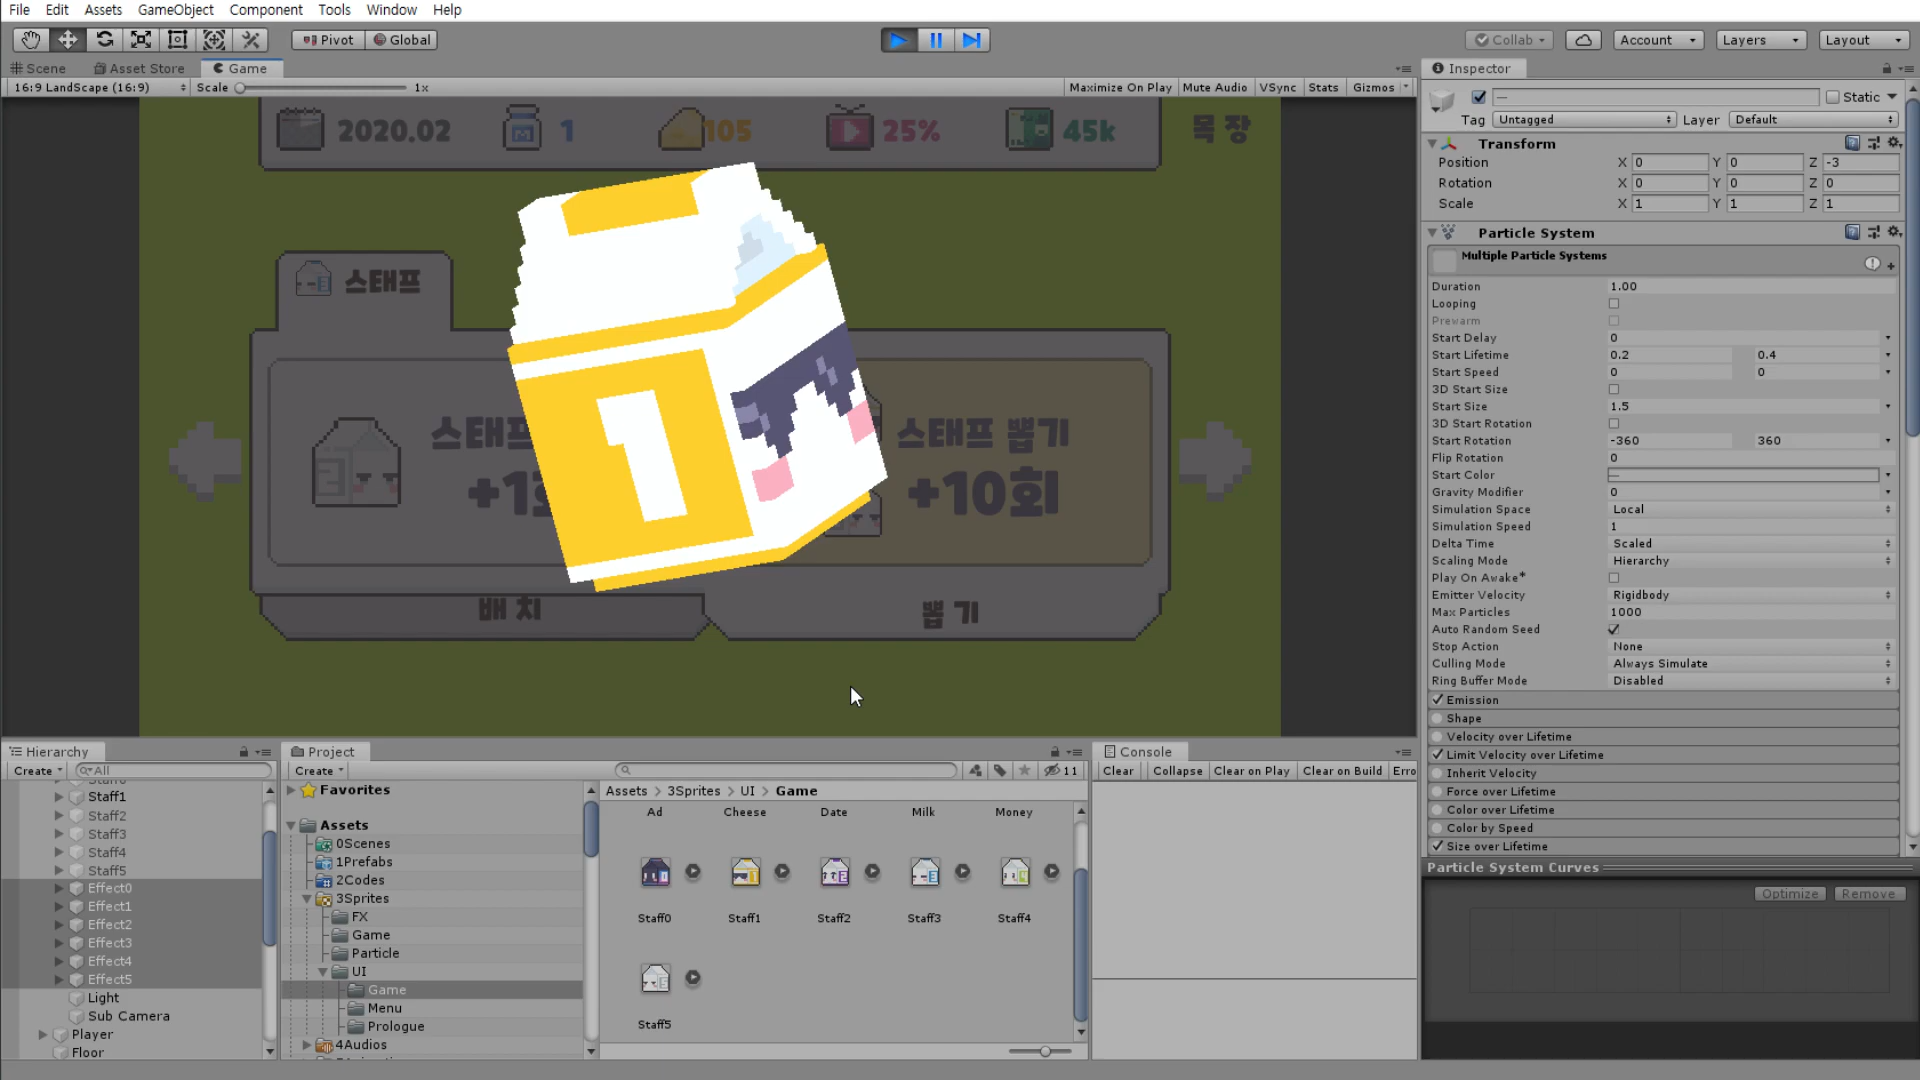 File Edit Assets GameObject Component Tools Window Help
Pivot Global Collab Account Layers Layout
Scene Asset Store Game
16:9 LandScape (16:9) Scale 1x Maximize On Play Mute Audio VSync Stats Gizmos
2020.02 M 1 105 25% 45k 목장
스태프
1
스태프
스태프 뽑기
+10회
배치
뽑기
Inspector
— Static
Tag Untagged Layer Default
Transform
Position X 0 Y 0 Z -3
Rotation X 0 Y 0 Z 0
Scale X 1 Y 1 Z 1
Particle System
Multiple Particle Systems
Duration 1.00
Looping
Prewarm
Start Delay 0
Start Lifetime 0.2 0.4
Start Speed 0 0
3D Start Size
Start Size 1.5
3D Start Rotation
Start Rotation -360 360
Flip Rotation 0
Start Color —
Gravity Modifier 0
Simulation Space Local
Simulation Speed 1
Delta Time Scaled
Scaling Mode Hierarchy
Play On Awake*
Emitter Velocity Rigidbody
Max Particles 1000
Auto Random Seed
Stop Action None
Culling Mode Always Simulate
Ring Buffer Mode Disabled
Emission
Shape
Velocity over Lifetime
Limit Velocity over Lifetime
Inherit Velocity
Force over Lifetime
Color over Lifetime
Color by Speed
Size over Lifetime
Particle System Curves
Optimize Remove
Hierarchy
Create All
Staff1
Staff2
Staff3
Staff4
Staff5
Effect0
Effect1
Effect2
Effect3
Effect4
Effect5
Light
Sub Camera
Player
Floor
Project
Create 11
Favorites
Assets
0Scenes
1Prefabs
2Codes
3Sprites
FX
Game
Particle
UI
Game
Menu
Prologue
4Audios
Assets > 3Sprites > UI > Game
Ad Cheese Date Milk Money
Staff0 Staff1 Staff2 Staff3 Staff4
Staff5
Console
Clear Collapse Clear on Play Clear on Build Erro